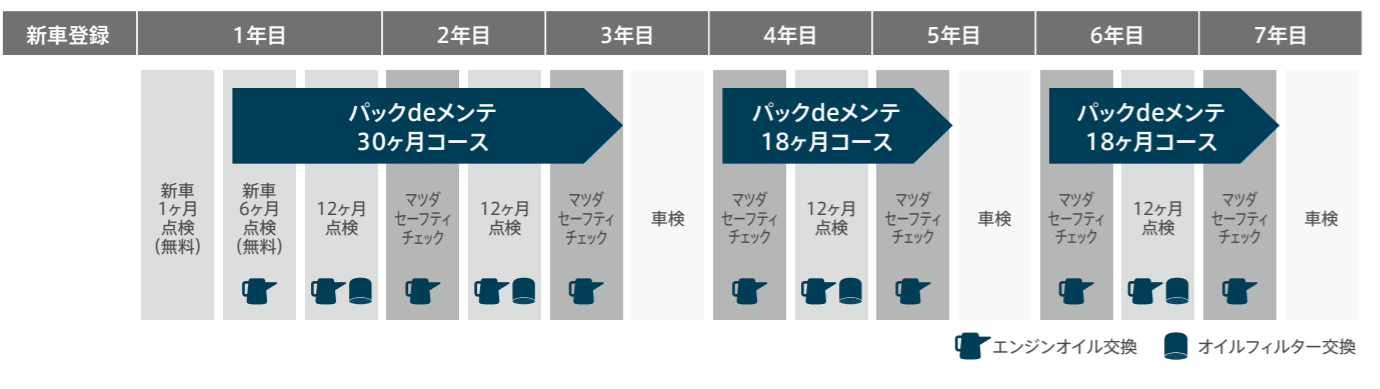 新車登録
1年目
2年目
3年目
4年目
5年目
6年目
7年目
パックdeメンテ
30ヶ月コース
パックdeメンテ
18ヶ月コース
パックdeメンテ
18ヶ月コース
新車
1ヶ月
点検
(無料)
新車
6ヶ月
点検
(無料)
12ヶ月
点検
マツダ
セーフティ
チェック
12ヶ月
点検
マツダ
セーフティ
チェック
車検
マツダ
セーフティ
チェック
12ヶ月
点検
マツダ
セーフティ
チェック
車検
マツダ
セーフティ
チェック
12ヶ月
点検
マツダ
セーフティ
チェック
車検
エンジンオイル交換
オイルフィルター交換